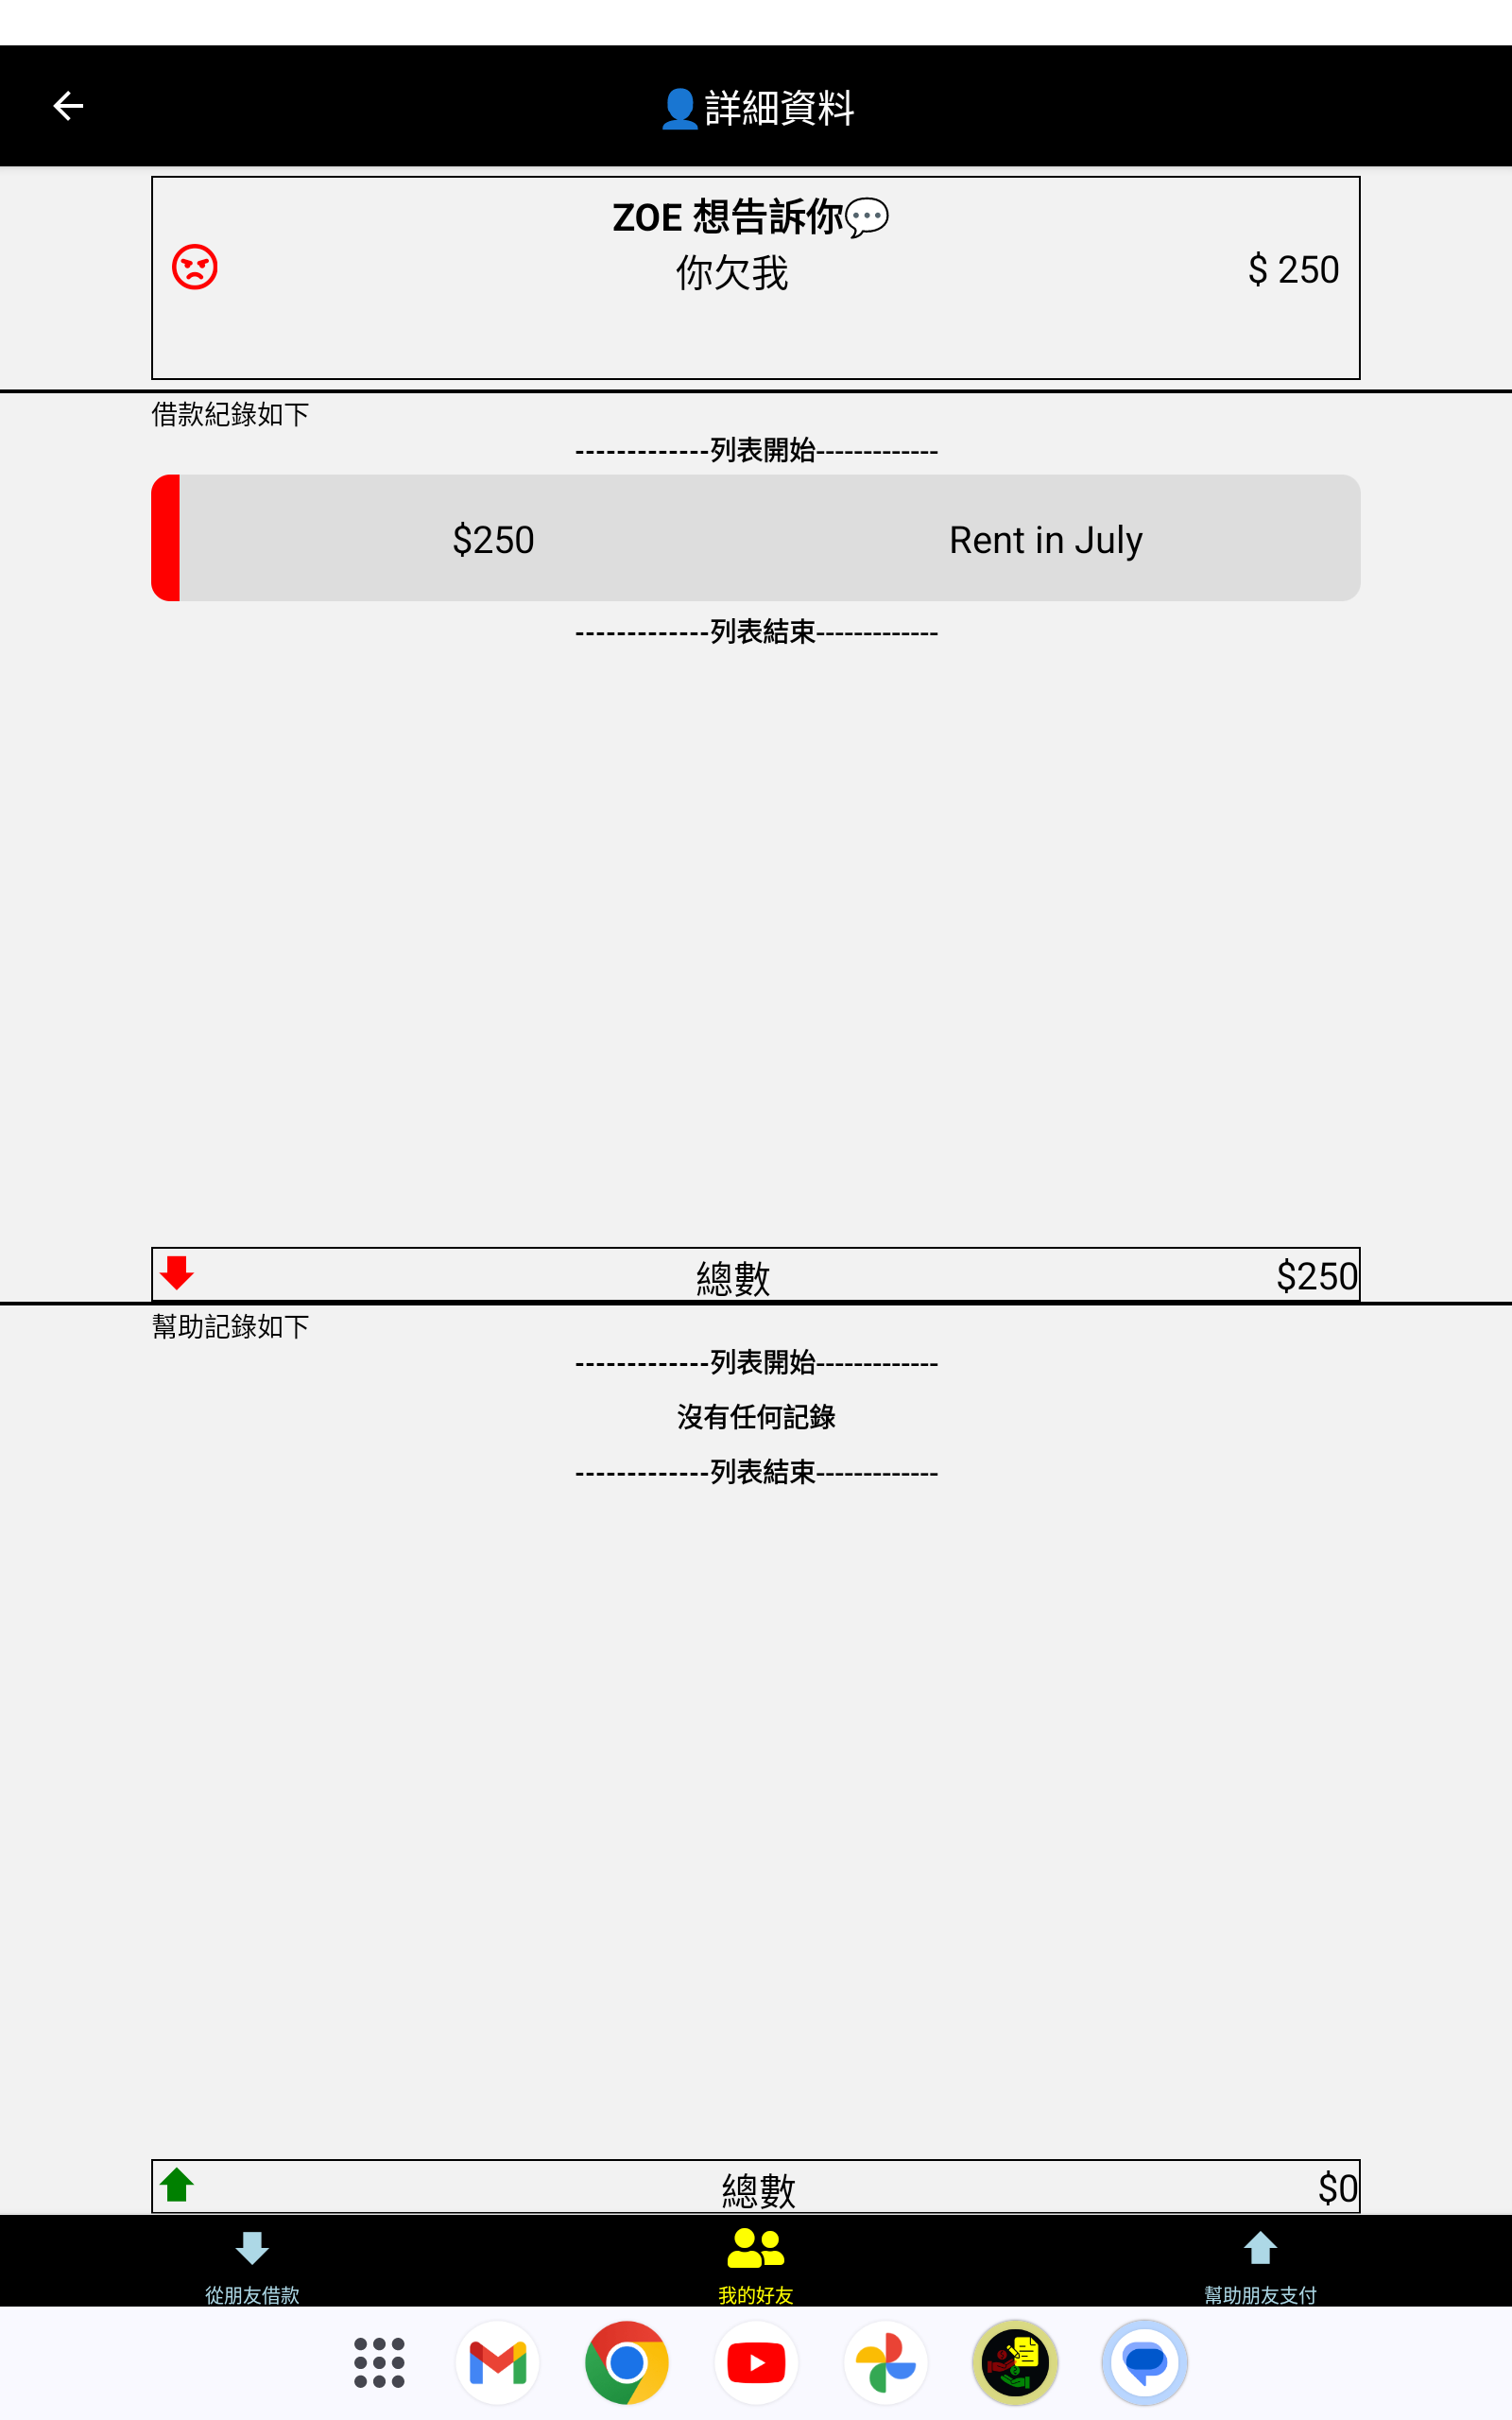 👤詳細資料
ZOE 想告訴你💬
你欠我
$ 250
借款紀錄如下
-------------列表開始-------------
$250
Rent in July
-------------列表結束-------------
總數
$250
幫助記錄如下
-------------列表開始-------------
沒有任何記錄
-------------列表結束-------------
總數
$0
從朋友借款
我的好友
幫助朋友支付